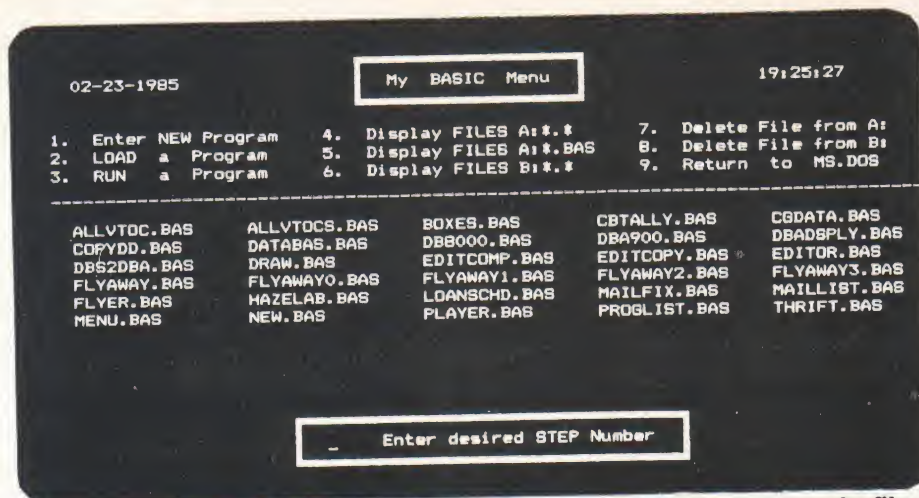 02-23-1985 My BASIC Menu 19:25:27
1. Enter NEW Program 4. Display FILES A:*.* 7. Delete File from A:
2. LOAD a Program 5. Display FILES A:*.BAS 8. Delete File from B:
3. RUN a Program 6. Display FILES B:*.* 9. Return to MS.DOS
ALLVTOC.BAS ALLVTOCS.BAS BOXES.BAS CBTALLY.BAS CGDATA.BAS
COPYDD.BAS DATABAS.BAS DB8000.BAS DBA900.BAS DBADSPLY.BAS
DBS2DBA.BAS DRAW.BAS EDITCOMP.BAS EDITCOPY.BAS EDITOR.BAS
FLYAWAY.BAS FLYAWAY0.BAS FLYAWAY1.BAS FLYAWAY2.BAS FLYAWAY3.BAS
FLYER.BAS HAZELAB.BAS LOANSCHD.BAS MAILFIX.BAS MAILLIST.BAS
MENU.BAS NEW.BAS PLAYER.BAS PROGLIST.BAS THRIFT.BAS
_ Enter desired STEP Number